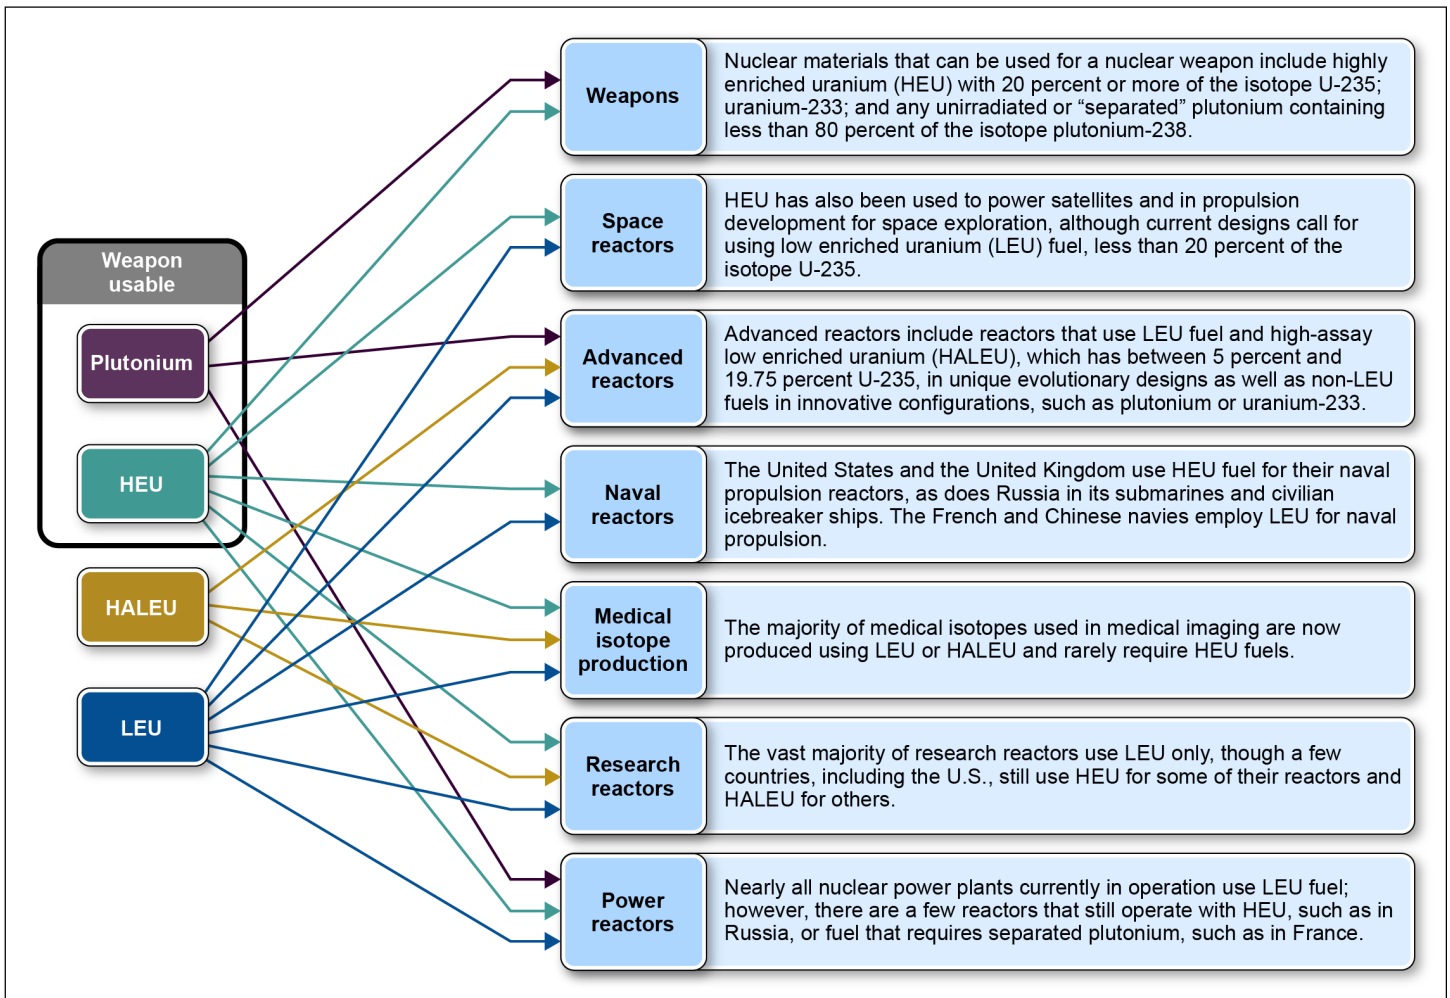 Weapon
usable
Plutonium
HEU
HALEU
LEU
Weapons
Nuclear materials that can be used for a nuclear weapon include highly
enriched uranium (HEU) with 20 percent or more of the isotope U-235;
uranium-233; and any unirradiated or “separated” plutonium containing
less than 80 percent of the isotope plutonium-238.
Space
reactors
HEU has also been used to power satellites and in propulsion
development for space exploration, although current designs call for
using low enriched uranium (LEU) fuel, less than 20 percent of the
isotope U-235.
Advanced
reactors
Advanced reactors include reactors that use LEU fuel and high-assay
low enriched uranium (HALEU), which has between 5 percent and
19.75 percent U-235, in unique evolutionary designs as well as non-LEU
fuels in innovative configurations, such as plutonium or uranium-233.
Naval
reactors
The United States and the United Kingdom use HEU fuel for their naval
propulsion reactors, as does Russia in its submarines and civilian
icebreaker ships. The French and Chinese navies employ LEU for naval
propulsion.
Medical
isotope
production
The majority of medical isotopes used in medical imaging are now
produced using LEU or HALEU and rarely require HEU fuels.
Research
reactors
The vast majority of research reactors use LEU only, though a few
countries, including the U.S., still use HEU for some of their reactors and
HALEU for others.
Power
reactors
Nearly all nuclear power plants currently in operation use LEU fuel;
however, there are a few reactors that still operate with HEU, such as in
Russia, or fuel that requires separated plutonium, such as in France.